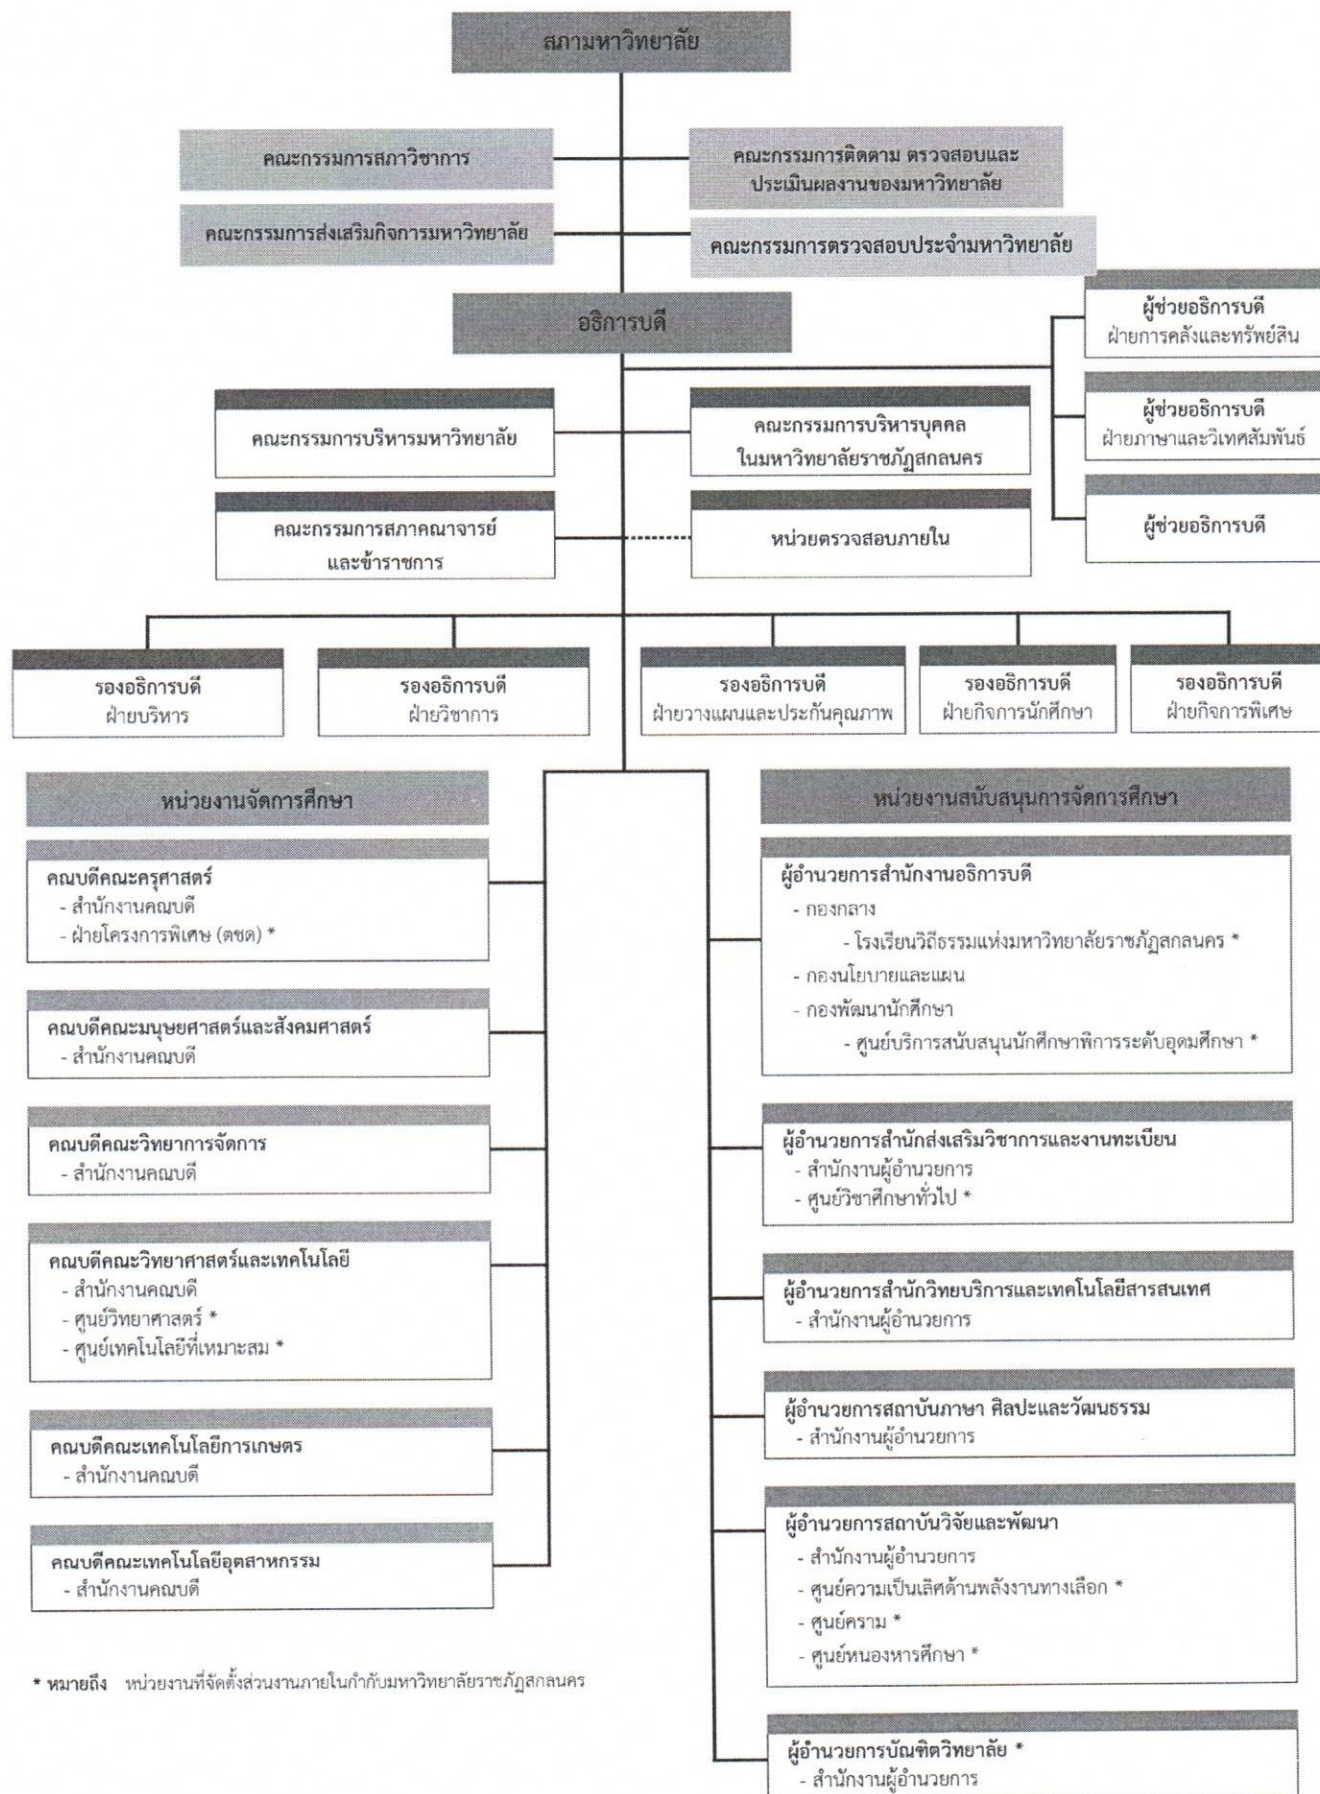 สภามหาวิทยาลัย
คณะกรรมการสภาวิชาการ
คณะกรรมการติดตาม ตรวจสอบและ
ประเมินผลงานของมหาวิทยาลัย
คณะกรรมการส่งเสริมกิจการมหาวิทยาลัย
คณะกรรมการตรวจสอบประจำมหาวิทยาลัย
อธิการบดี
ผู้ช่วยอธิการบดี
ฝ่ายการคลังและทรัพย์สิน
ผู้ช่วยอธิการบดี
ฝ่ายภาษาและวิเทศสัมพันธ์
ผู้ช่วยอธิการบดี
คณะกรรมการบริหารมหาวิทยาลัย
คณะกรรมการบริหารบุคคล
ในมหาวิทยาลัยราชภัฏสกลนคร
คณะกรรมการสภาคณาจารย์
และข้าราชการ
หน่วยตรวจสอบภายใน
รองอธิการบดี
ฝ่ายบริหาร
รองอธิการบดี
ฝ่ายวิชาการ
รองอธิการบดี
ฝ่ายวางแผนและประกันคุณภาพ
รองอธิการบดี
ฝ่ายกิจการนักศึกษา
รองอธิการบดี
ฝ่ายกิจการพิเศษ
หน่วยงานจัดการศึกษา
คณบดีคณะครุศาสตร์
- สำนักงานคณบดี
- ฝ่ายโครงการพิเศษ (ตชด) *
คณบดีคณะมนุษยศาสตร์และสังคมศาสตร์
- สำนักงานคณบดี
คณบดีคณะวิทยาการจัดการ
- สำนักงานคณบดี
คณบดีคณะวิทยาศาสตร์และเทคโนโลยี
- สำนักงานคณบดี
- ศูนย์วิทยาศาสตร์ *
- ศูนย์เทคโนโลยีที่เหมาะสม *
คณบดีคณะเทคโนโลยีการเกษตร
- สำนักงานคณบดี
คณบดีคณะเทคโนโลยีอุตสาหกรรม
- สำนักงานคณบดี
* หมายถึง หน่วยงานที่จัดตั้งส่วนงานภายในกำกับมหาวิทยาลัยราชภัฏสกลนคร
หน่วยงานสนับสนุนการจัดการศึกษา
ผู้อำนวยการสำนักงานอธิการบดี
- กองกลาง
- โรงเรียนวิถีธรรมแห่งมหาวิทยาลัยราชภัฏสกลนคร *
- กองนโยบายและแผน
- กองพัฒนานักศึกษา
- ศูนย์บริการสนับสนุนนักศึกษาพิการระดับอุดมศึกษา *
ผู้อำนวยการสำนักส่งเสริมวิชาการและงานทะเบียน
- สำนักงานผู้อำนวยการ
- ศูนย์วิชาศึกษาทั่วไป *
ผู้อำนวยการสำนักวิทยบริการและเทคโนโลยีสารสนเทศ
- สำนักงานผู้อำนวยการ
ผู้อำนวยการสถาบันภาษา ศิลปะและวัฒนธรรม
- สำนักงานผู้อำนวยการ
ผู้อำนวยการสถาบันวิจัยและพัฒนา
- สำนักงานผู้อำนวยการ
- ศูนย์ความเป็นเลิศด้านพลังงานทางเลือก *
- ศูนย์คราม *
- ศูนย์หนองหารศึกษา *
ผู้อำนวยการบัณฑิตวิทยาลัย *
- สำนักงานผู้อำนวยการ